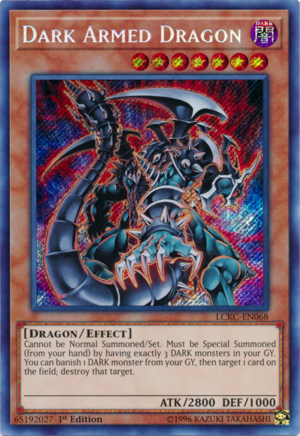 DARK ARMED DRAGON
DARK
闇
LCKC-EN068
[DRAGON/EFFECT]
Cannot be Normal Summoned/Set. Must be Special Summoned
(from your hand) by having exactly 3 DARK monsters in your GY.
You can banish 1 DARK monster from your GY, then target 1 card on
the field; destroy that target.
ATK/2800 DEF/1000
65192027 1st Edition ©1996 KAZUKI TAKAHASHI